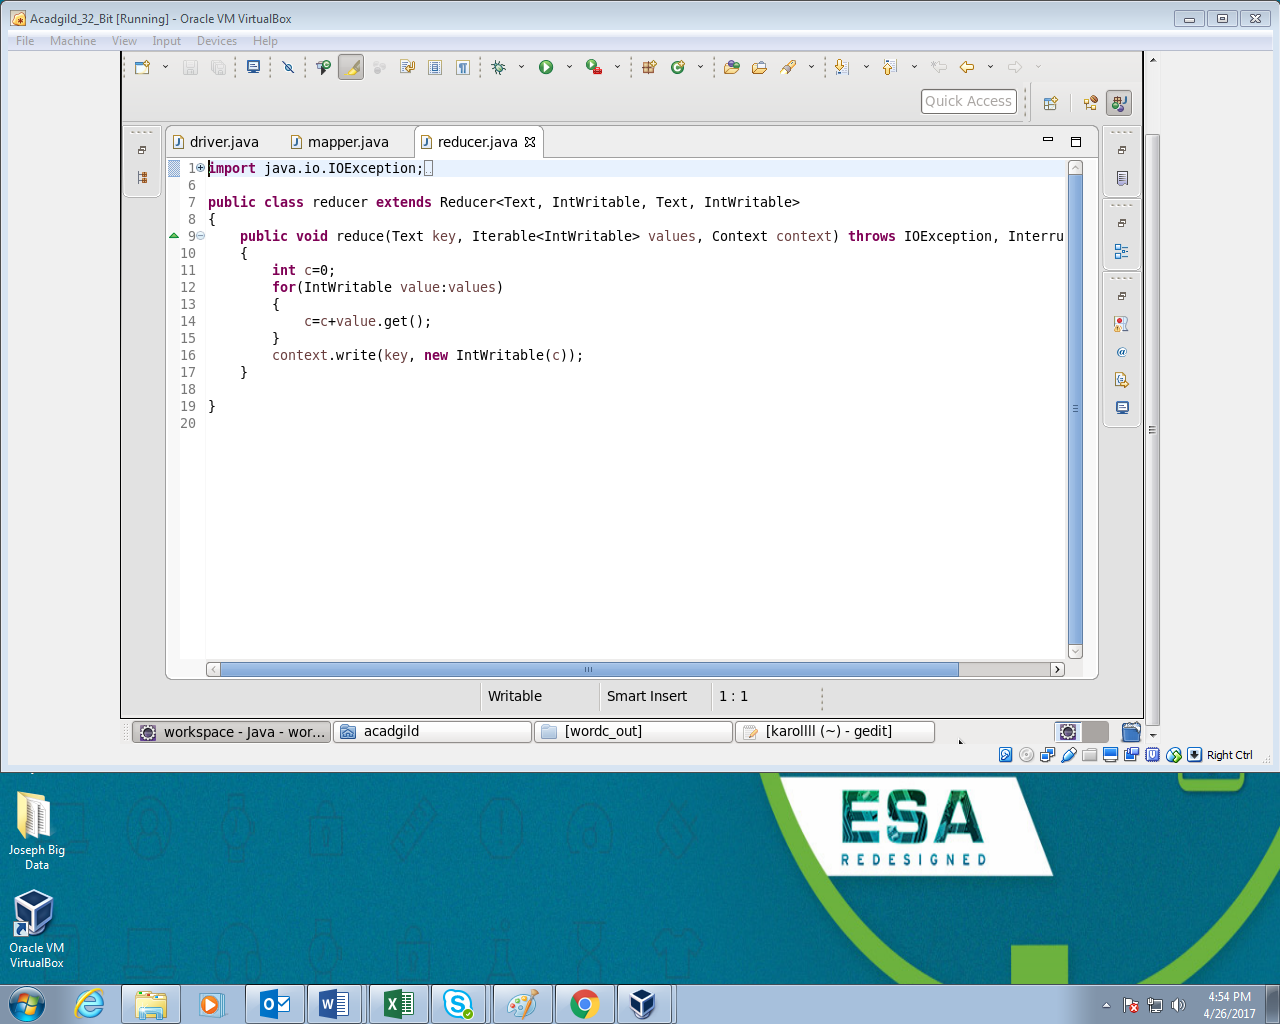 Acadgild_32_Bit [Running] - Oracle VM VirtualBox
File Machine View Input Devices Help
Quick Access
driver.java mapper.java reducer.java
1 import java.io.IOException;
6
7 public class reducer extends Reducer<Text, IntWritable, Text, IntWritable>
8 {
9 public void reduce(Text key, Iterable<IntWritable> values, Context context) throws IOException, Interru
10 {
11 int c=0;
12 for(IntWritable value:values)
13 {
14 c=c+value.get();
15 }
16 context.write(key, new IntWritable(c));
17 }
18
19 }
20
Writable Smart Insert 1 : 1
workspace - Java - wor... acadgild [wordc_out] [karollll (~) - gedit]
Right Ctrl
ESA
REDESIGNED
Joseph Big
Data
Oracle VM
VirtualBox
4:54 PM
4/26/2017